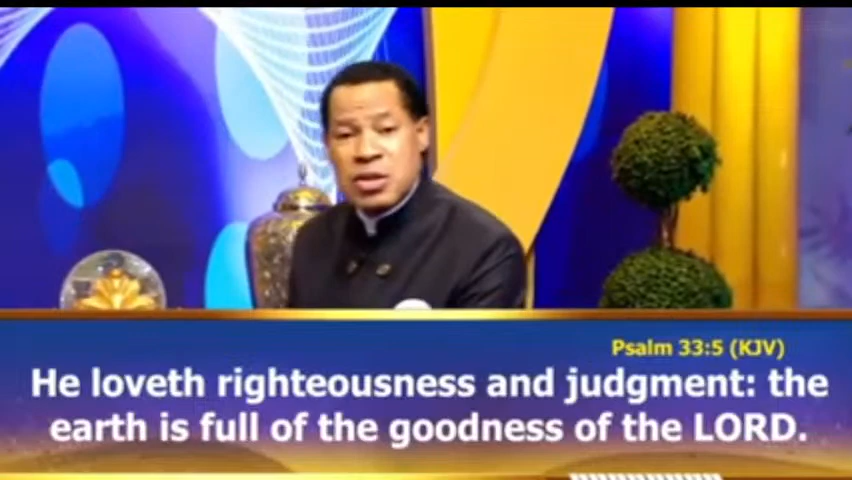 Psalm 33:5 (KJV)
He loveth righteousness and judgment: the
earth is full of the goodness of the LORD.